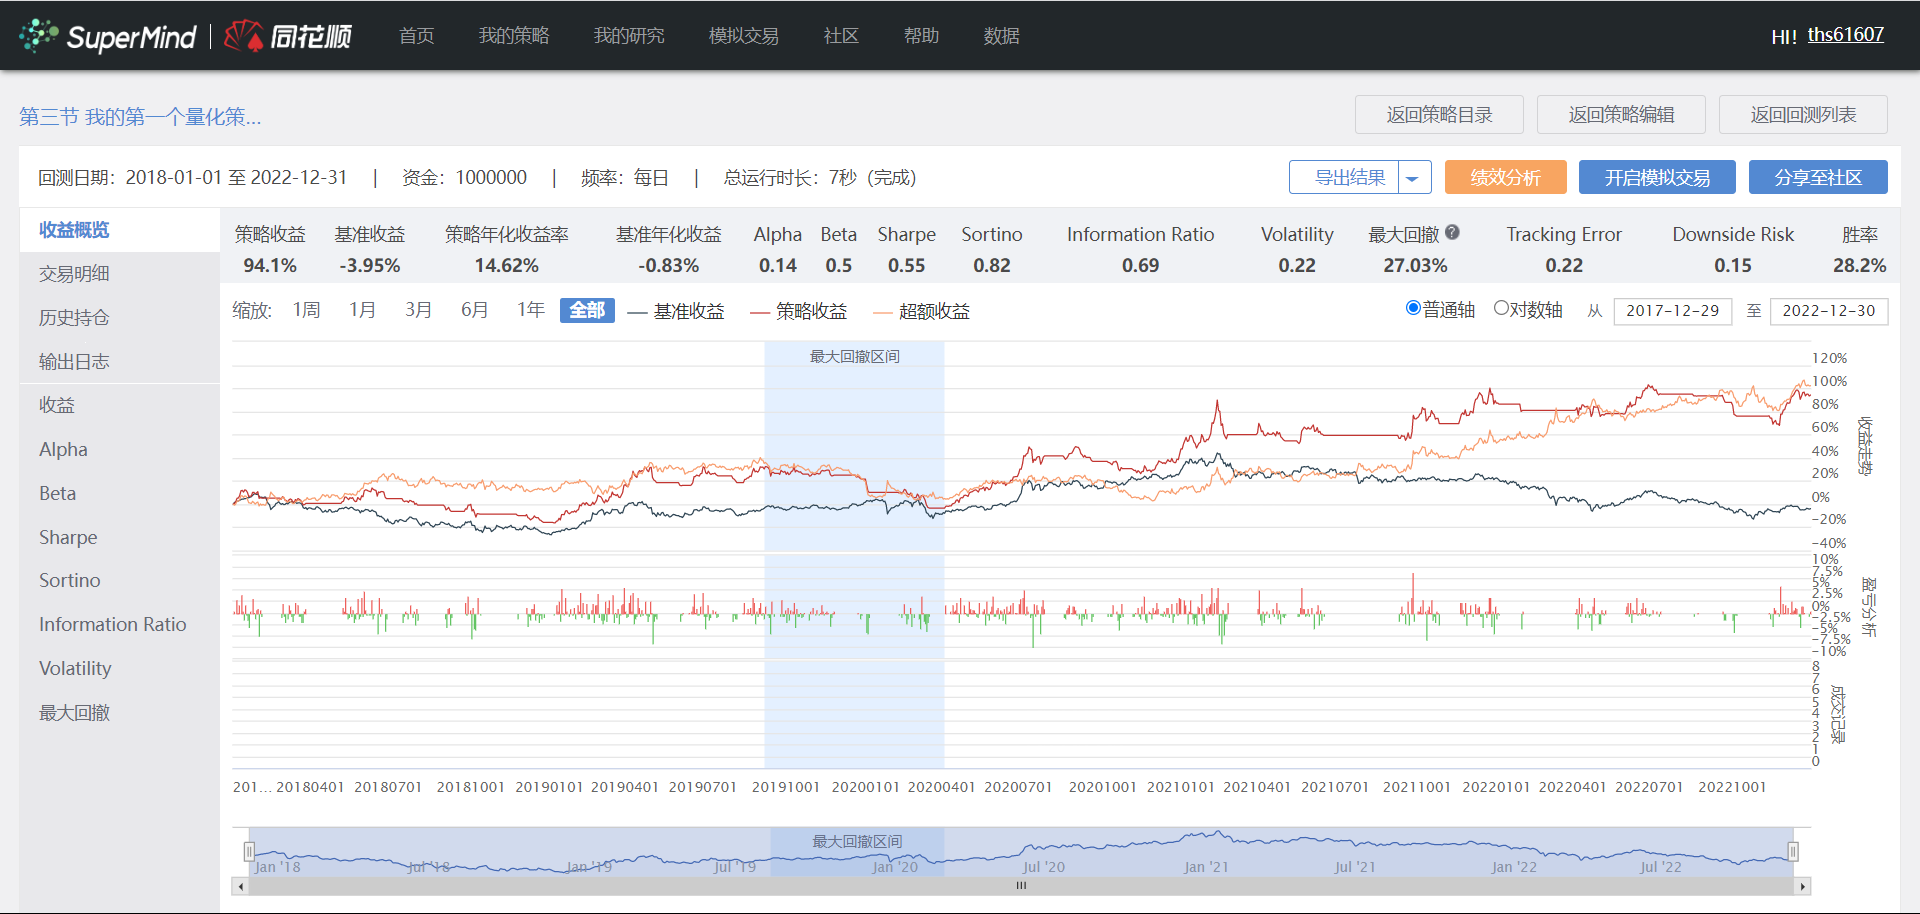 SuperMind | 同花顺 首页 我的策略 我的研究 模拟交易 社区 帮助 数据 HI! ths61607
第三节 我的第一个量化策... 返回策略目录 返回策略编辑 返回回测列表
回测日期：2018-01-01 至 2022-12-31 | 资金：1000000 | 频率：每日 | 总运行时长：7秒 (完成) 导出结果 绩效分析 开启模拟交易 分享至社区
收益概览
交易明细
历史持仓
输出日志
收益
Alpha
Beta
Sharpe
Sortino
Information Ratio
Volatility
最大回撤
策略收益 基准收益 策略年化收益率 基准年化收益 Alpha Beta Sharpe Sortino Information Ratio Volatility 最大回撤 ? Tracking Error Downside Risk 胜率
94.1% -3.95% 14.62% -0.83% 0.14 0.5 0.55 0.82 0.69 0.22 27.03% 0.22 0.15 28.2%
缩放: 1周 1月 3月 6月 1年 全部 基准收益 策略收益 超额收益 普通轴 对数轴 从 2017-12-29 至 2022-12-30
最大回撤区间
120%
100%
80%
60%
40%
20%
0%
-20%
-40%
收益走势
10%
7.5%
5%
2.5%
0%
-2.5%
-5%
-7.5%
-10%
盈亏分析
8
7
6
5
4
3
2
1
0
成交记录
201... 20180401 20180701 20181001 20190101 20190401 20190701 20191001 20200101 20200401 20200701 20201001 20210101 20210401 20210701 20211001 20220101 20220401 20220701 20221001
最大回撤区间
Jan '18 Jul '18 Jan '19 Jul '19 Jan '20 Jul '20 Jan '21 Jul '21 Jan '22 Jul '22